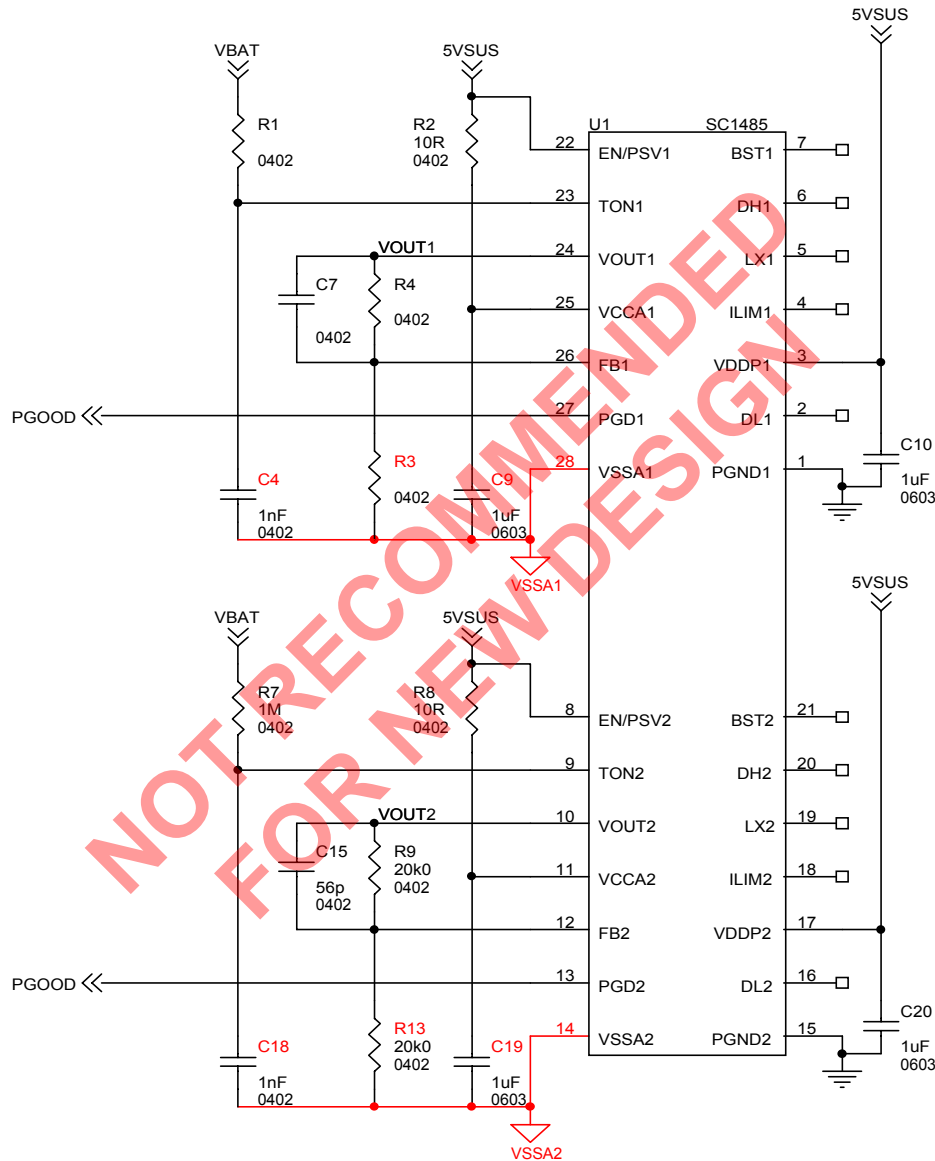 5VSUS
VBAT
5VSUS
R1
0402
R2
10R
0402
U1
SC1485
22
EN/PSV1
BST1
7
23
TON1
DH1
6
VOUT1
24
VOUT1
LX1
5
C7
0402
R4
0402
25
VCCA1
ILIM1
4
26
FB1
VDDP1
3
PGOOD
27
PGD1
DL1
2
C10
1uF
0603
28
VSSA1
PGND1
1
C4
1nF
0402
R3
0402
C9
1uF
0603
VSSA1
NOT RECOMMENDED
FOR NEW DESIGN
5VSUS
VBAT
5VSUS
R7
1M
0402
R8
10R
0402
8
EN/PSV2
BST2
21
9
TON2
DH2
20
VOUT2
10
VOUT2
LX2
19
C15
56p
0402
R9
20k0
0402
11
VCCA2
ILIM2
18
12
FB2
VDDP2
17
PGOOD
13
PGD2
DL2
16
C20
1uF
0603
14
VSSA2
PGND2
15
C18
1nF
0402
R13
20k0
0402
C19
1uF
0603
VSSA2